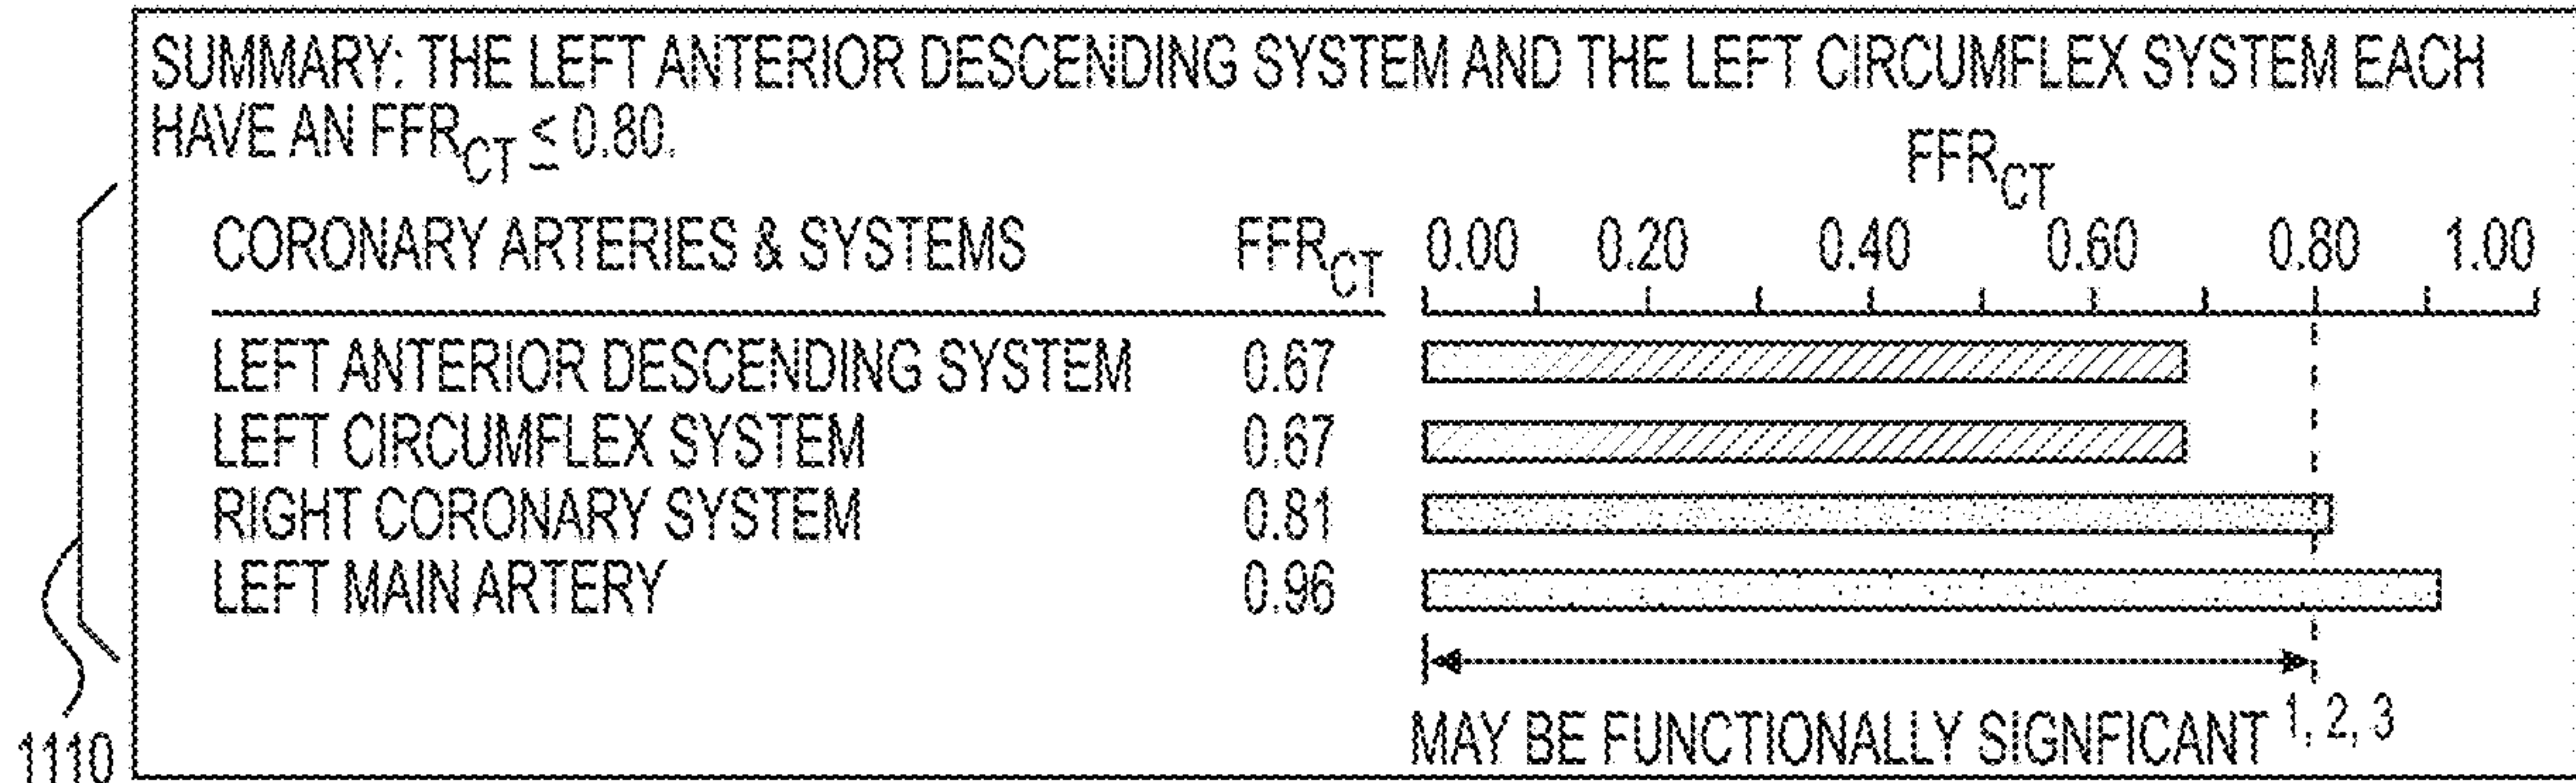 SUMMARY: THE LEFT ANTERIOR DESCENDING SYSTEM AND THE LEFT CIRCUMFLEX SYSTEM EACH
HAVE AN FFRCT ≤ 0.80.
FFRCT
CORONARY ARTERIES & SYSTEMS FFRCT 0.00 0.20 0.40 0.60 0.80 1.00
LEFT ANTERIOR DESCENDING SYSTEM 0.67
LEFT CIRCUMFLEX SYSTEM 0.67
RIGHT CORONARY SYSTEM 0.81
LEFT MAIN ARTERY 0.96
MAY BE FUNCTIONALLY SIGNFICANT 1, 2, 3
1110